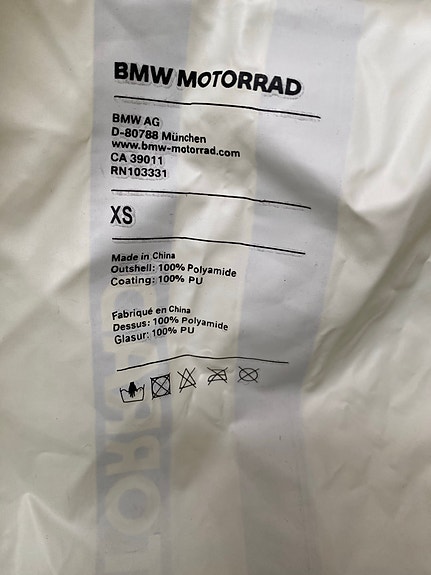 BMW MOTORRAD
BMW AG
D-80788 München
www.bmw-motorrad.com
CA 39011
RN103331
XS
Made in China
Outshell: 100% Polyamide
Coating: 100% PU
Fabriqué en China
Dessus: 100% Polyamide
Glasur: 100% PU